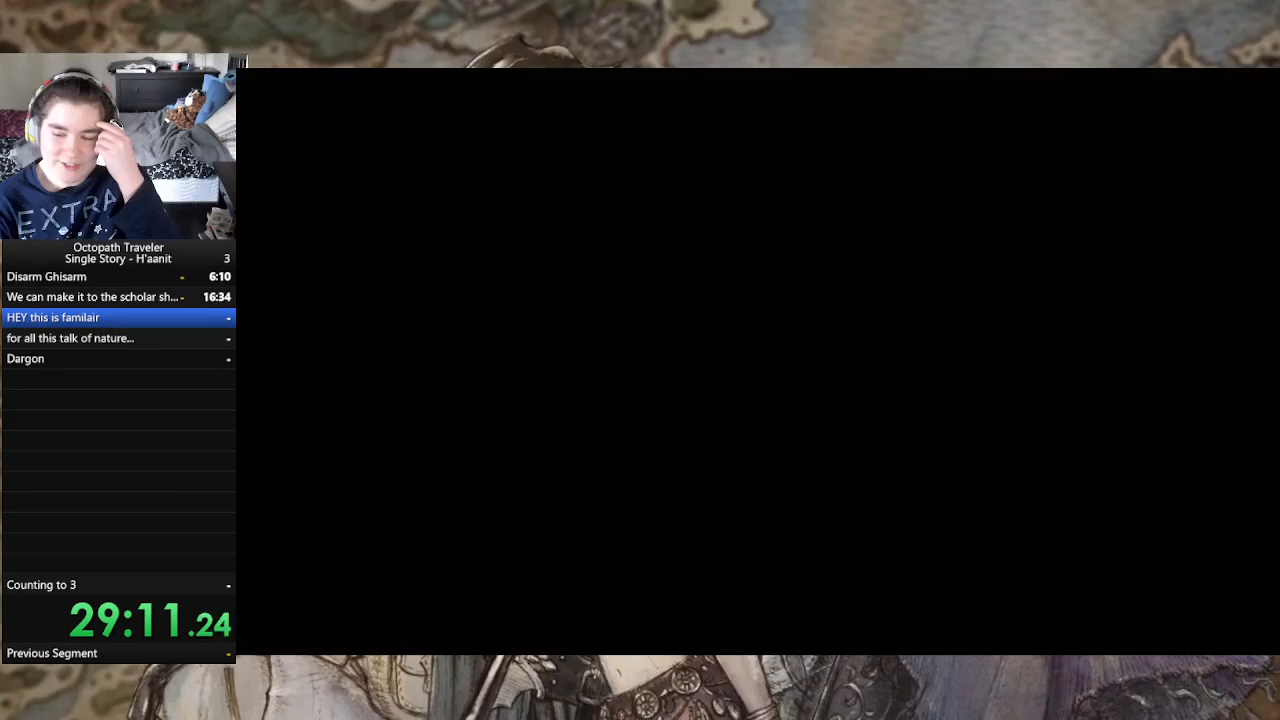 EXTRA
Octopath Traveler
Single Story - H'aanit 3
Disarm Ghisarm - 6:10
We can make it to the scholar sh... - 16:34
HEY this is familair -
for all this talk of nature... -
Dargon -
Counting to 3 -
29:11.24
Previous Segment -